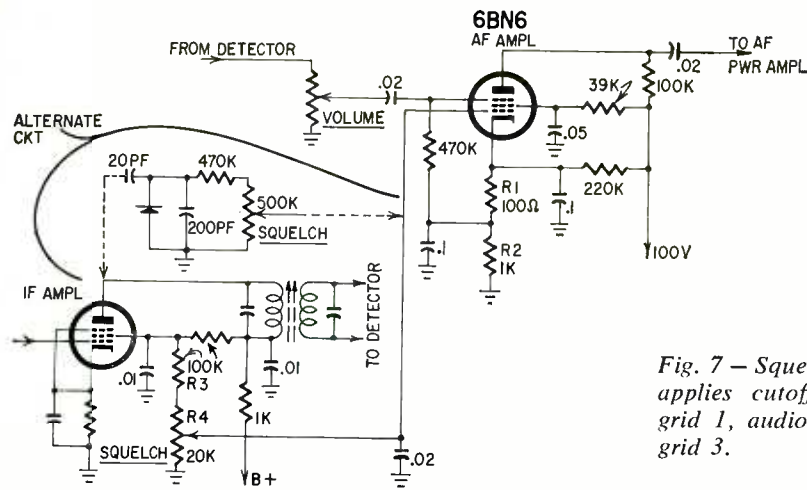 6BN6
AF AMPL
FROM DETECTOR
TO AF
PWR AMPL
.02
.02
39K
100K
VOLUME
.05
ALTERNATE
CKT
20PF
470K
470K
R1
100Ω
220K
.1
500K
200PF
SQUELCH
.1
R2
1K
100V
IF AMPL
TO DETECTOR
.01
100K
R3
.01
R4
1K
SQUELCH
20K
.02
B+
Fig. 7 — Sque
applies cutoff
grid 1, audio
grid 3.